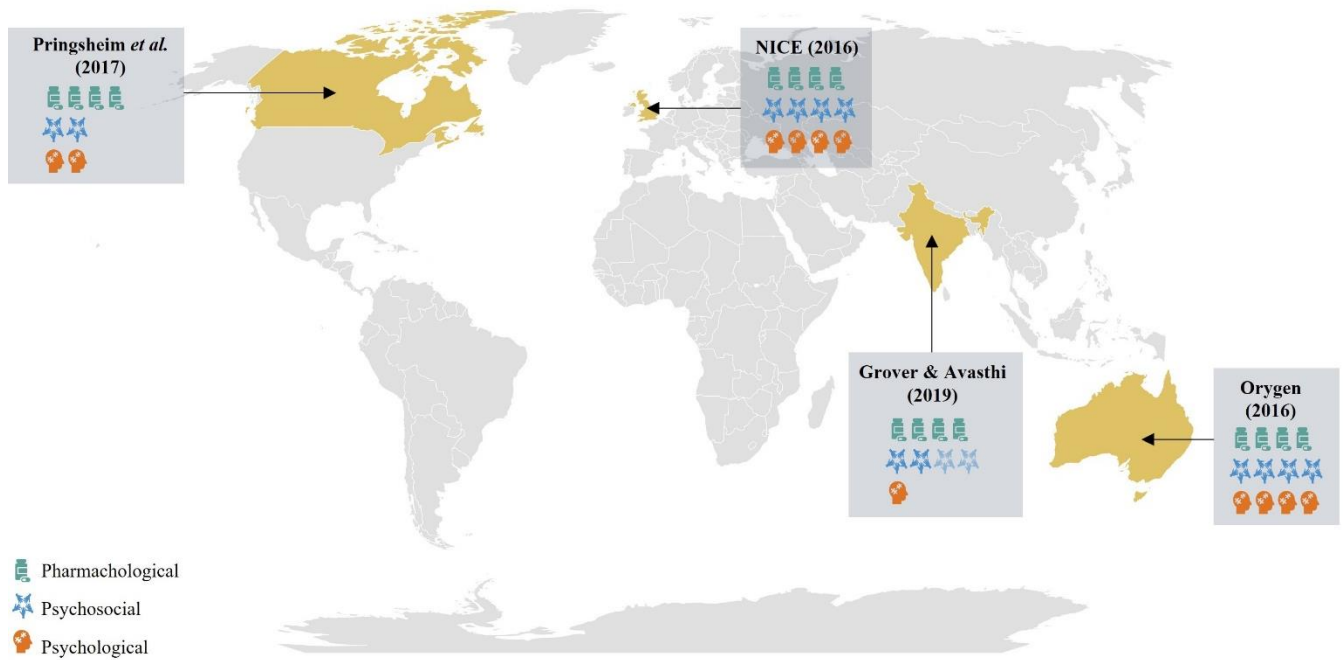 Pringsheim et al.
(2017)
NICE (2016)
Grover & Avasthi
(2019)
Orygen
(2016)
Pharmachological
Psychosocial
Psychological